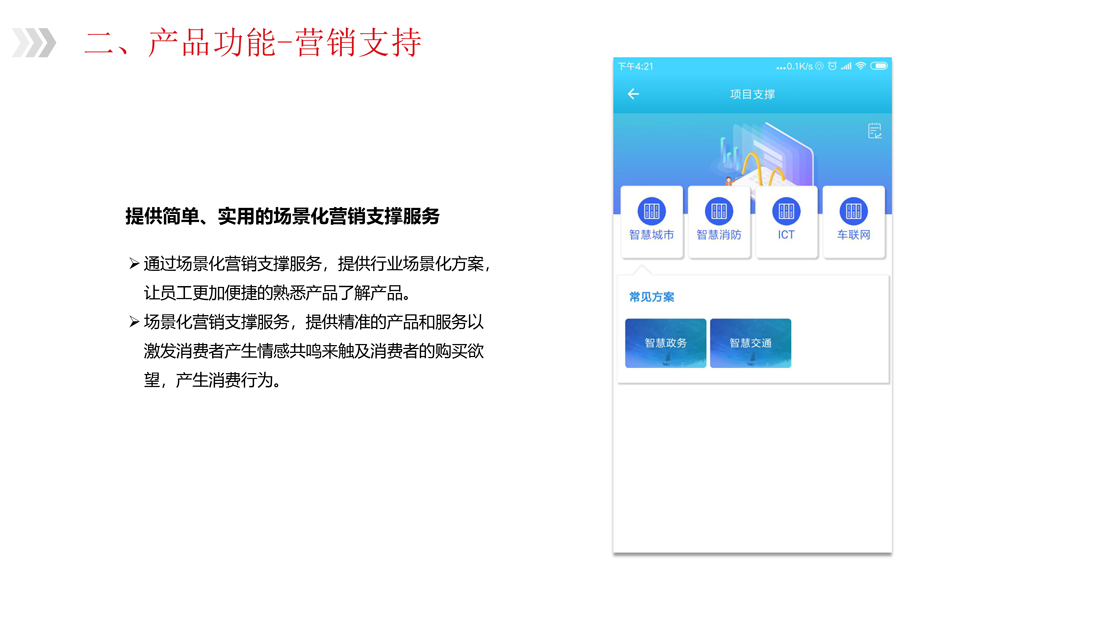 二、产品功能-营销支持
提供简单、实用的场景化营销支撑服务
➢通过场景化营销支撑服务，提供行业场景化方案，
让员工更加便捷的熟悉产品了解产品。
➢场景化营销支撑服务，提供精准的产品和服务以
激发消费者产生情感共鸣来触及消费者的购买欲
望，产生消费行为。
下午4:21 ...0.1K/s
项目支撑
智慧城市 智慧消防 ICT 车联网
常见方案
智慧政务 智慧交通